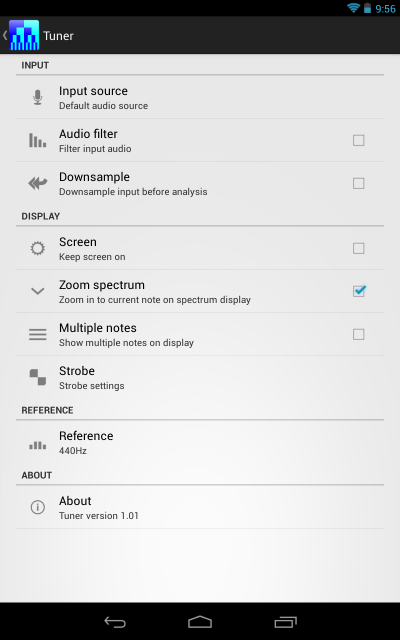 9:56
Tuner
INPUT
Input source
Default audio source
Audio filter
Filter input audio
Downsample
Downsample input before analysis
DISPLAY
Screen
Keep screen on
Zoom spectrum
Zoom in to current note on spectrum display
Multiple notes
Show multiple notes on display
Strobe
Strobe settings
REFERENCE
Reference
440Hz
ABOUT
About
Tuner version 1.01